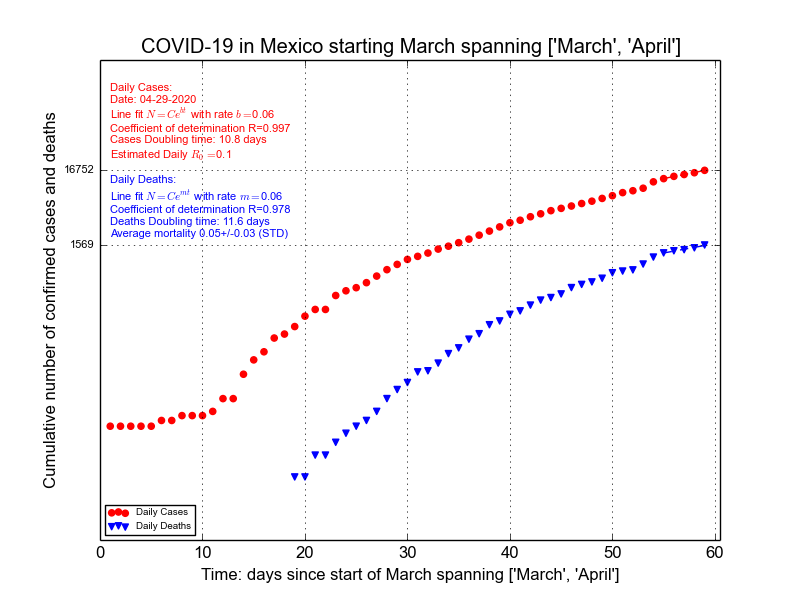 COVID-19 in Mexico starting March spanning ['March', 'April']
Daily Cases:
Date: 04-29-2020
Line fit N = Ce^{bt} with rate b =0.06
Coefficient of determination R=0.997
Cases Doubling time: 10.8 days
Estimated Daily R_0 =0.1
Daily Deaths:
Line fit N = Ce^{mt} with rate m =0.06
Coefficient of determination R=0.978
Deaths Doubling time: 11.6 days
Average mortality 0.05+/-0.03 (STD)
16752
1569
Cumulative number of confirmed cases and deaths
Daily Cases
Daily Deaths
0 10 20 30 40 50 60
Time: days since start of March spanning ['March', 'April']